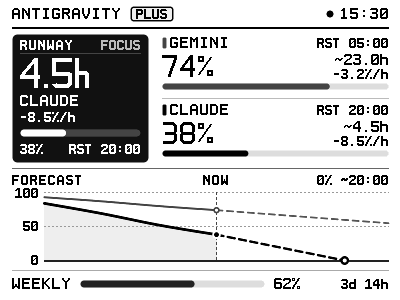 ANTIGRAVITY PLUS ● 15:30
RUNWAY FOCUS
4.5h
CLAUDE
-8.5%/h
38% RST 20:00
GEMINI RST 05:00
74% ~23.0h
-3.2%/h
CLAUDE RST 20:00
38% ~4.5h
-8.5%/h
FORECAST NOW 0% ~20:00
100
50
0
WEEKLY 62% 3d 14h